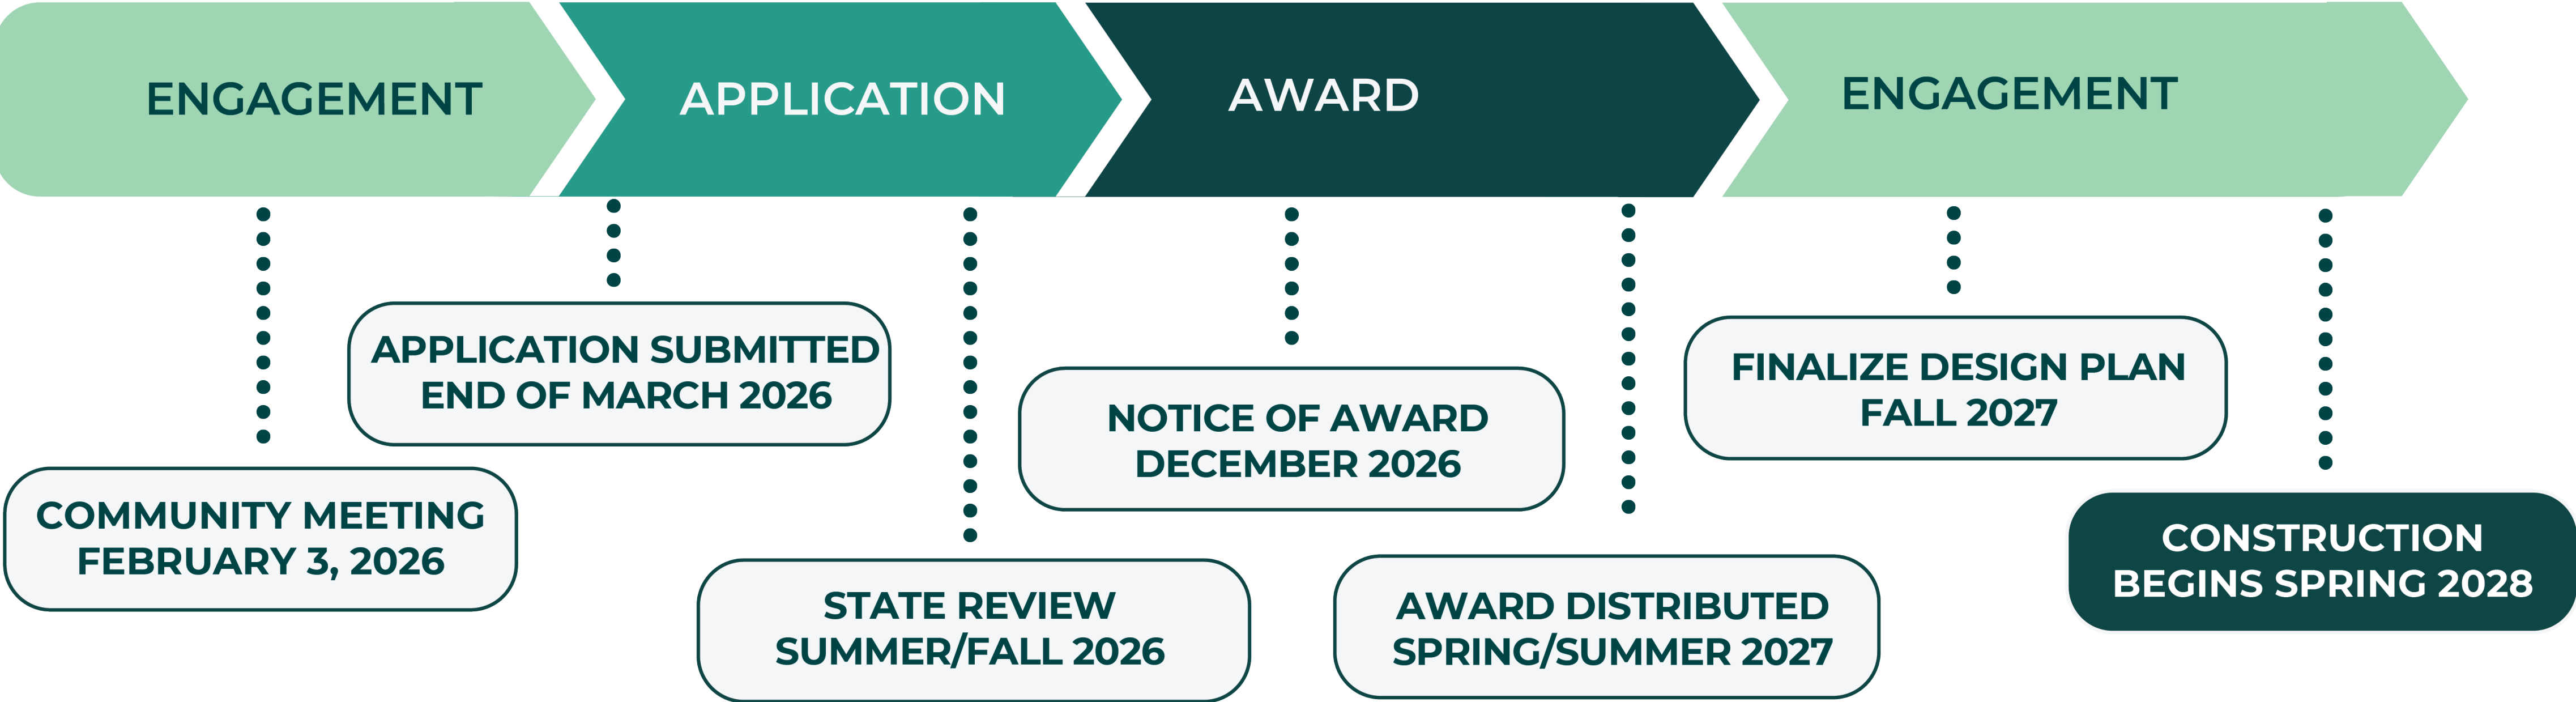 ENGAGEMENT
APPLICATION
AWARD
ENGAGEMENT
COMMUNITY MEETING
FEBRUARY 3, 2026
APPLICATION SUBMITTED
END OF MARCH 2026
STATE REVIEW
SUMMER/FALL 2026
NOTICE OF AWARD
DECEMBER 2026
AWARD DISTRIBUTED
SPRING/SUMMER 2027
FINALIZE DESIGN PLAN
FALL 2027
CONSTRUCTION
BEGINS SPRING 2028